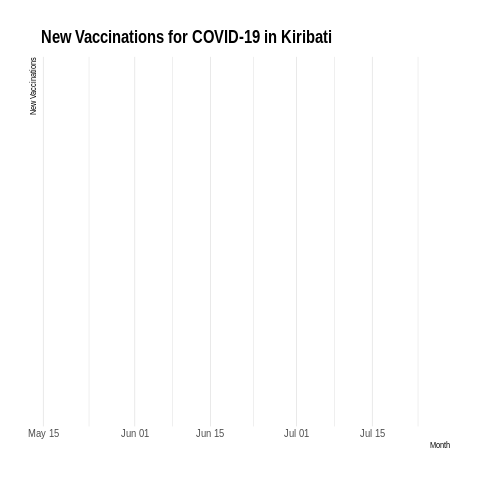 New Vaccinations for COVID-19 in Kiribati
New Vaccinations
May 15
Jun 01
Jun 15
Jul 01
Jul 15
Month